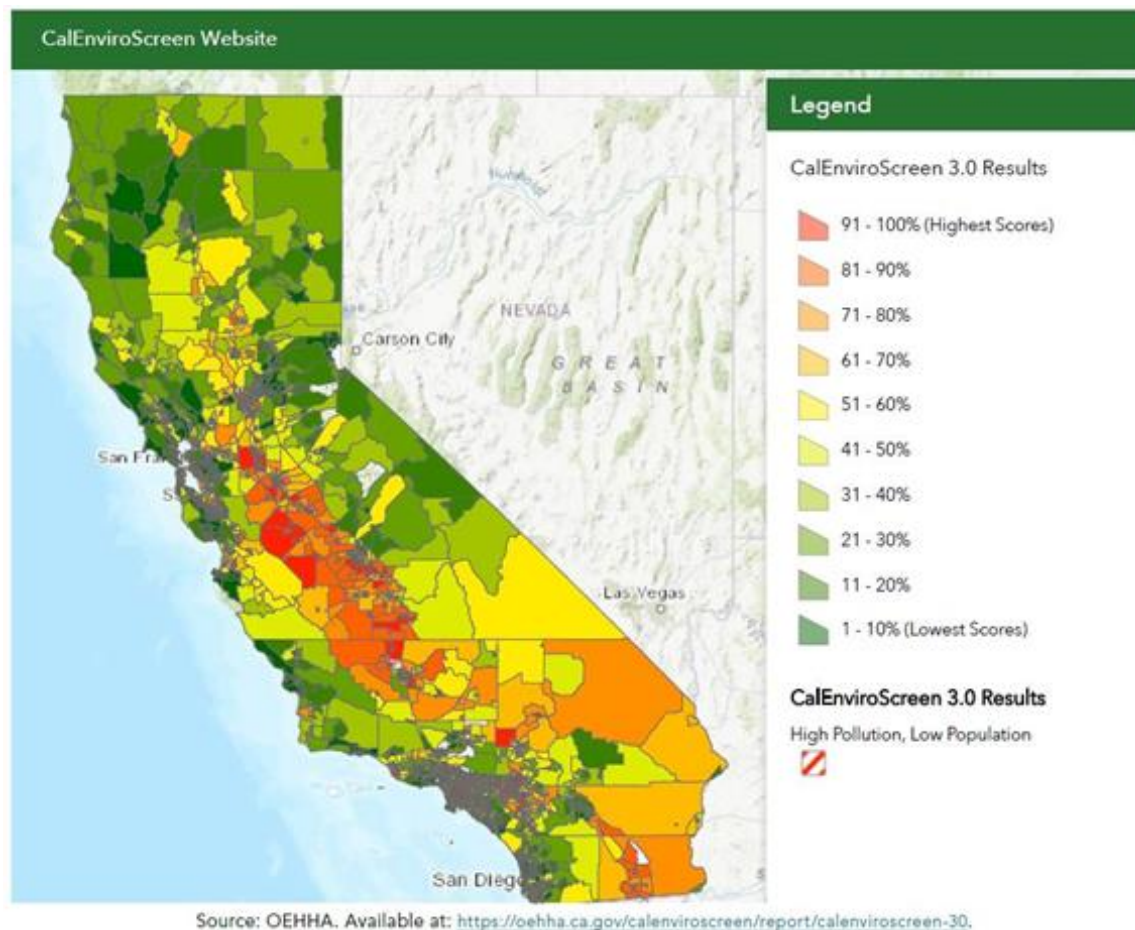 CalEnviroScreen Website
Legend
CalEnviroScreen 3.0 Results
91 - 100% (Highest Scores)
81 - 90%
71 - 80%
61 - 70%
51 - 60%
41 - 50%
31 - 40%
21 - 30%
11 - 20%
1 - 10% (Lowest Scores)
CalEnviroScreen 3.0 Results
High Pollution, Low Population
Humboldt
NEVADA
Carson City
GREAT
BASIN
San Fra
Las Vegas
San Diego
Source: OEHHA. Available at: https://oehha.ca.gov/calenviroscreen/report/calenviroscreen-30.